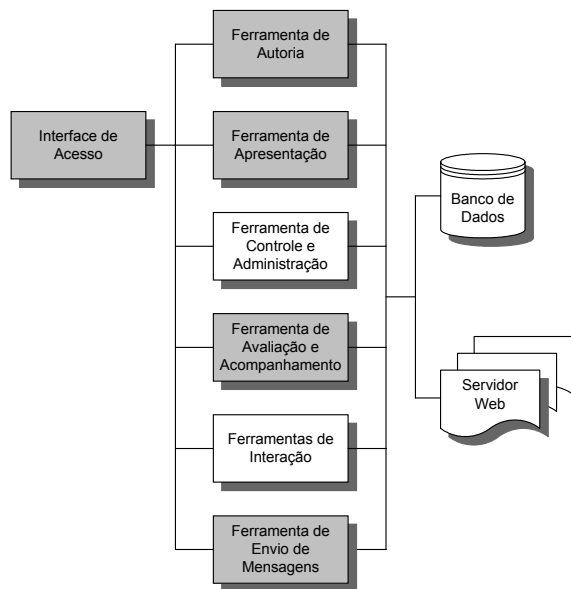 Ferramenta de
Autoria
Interface de
Acesso
Ferramenta de
Apresentação
Banco de
Dados
Ferramenta de
Controle e
Administração
Ferramenta de
Avaliação e
Acompanhamento
Servidor
Web
Ferramentas de
Interação
Ferramenta de
Envio de
Mensagens